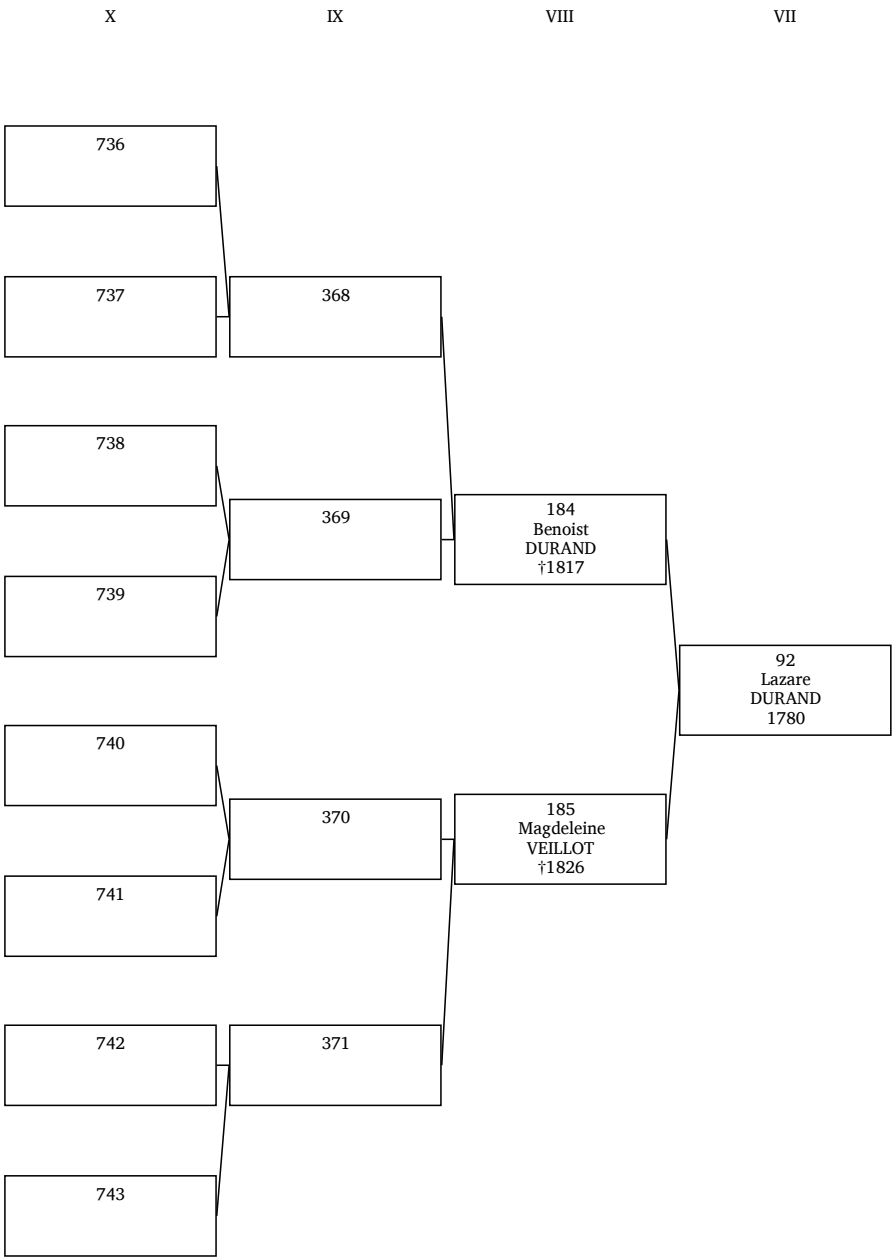 X IX VIII VII
736
737
368
738
369
184
Benoist
DURAND
†1817
739
92
Lazare
DURAND
1780
740
370
185
Magdeleine
VEILLOT
†1826
741
742
371
743